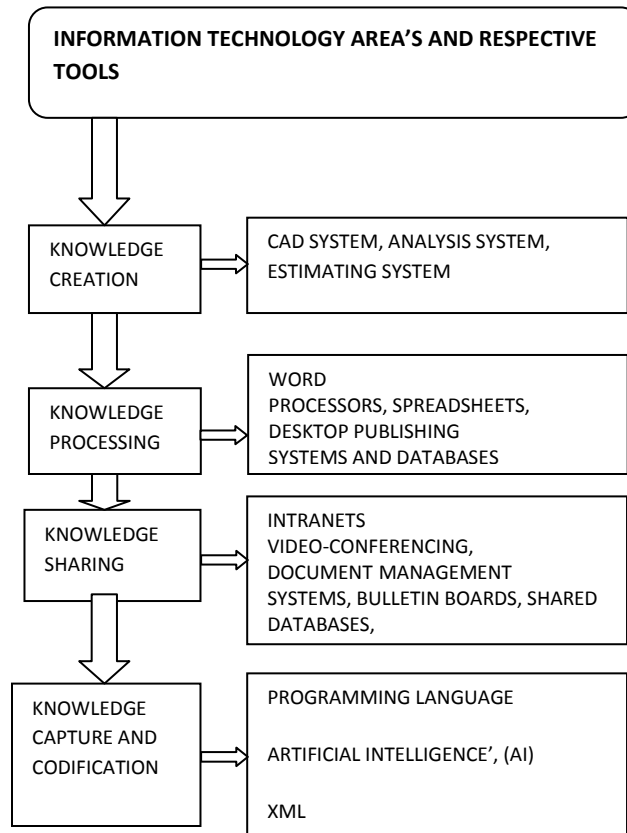 INFORMATION TECHNOLOGY AREA’S AND RESPECTIVE
TOOLS
KNOWLEDGE
CREATION
CAD SYSTEM, ANALYSIS SYSTEM,
ESTIMATING SYSTEM
KNOWLEDGE
PROCESSING
WORD
PROCESSORS, SPREADSHEETS,
DESKTOP PUBLISHING
SYSTEMS AND DATABASES
KNOWLEDGE
SHARING
INTRANETS
VIDEO-CONFERENCING,
DOCUMENT MANAGEMENT
SYSTEMS, BULLETIN BOARDS, SHARED
DATABASES,
KNOWLEDGE
CAPTURE AND
CODIFICATION
PROGRAMMING LANGUAGE
ARTIFICIAL INTELLIGENCE’, (AI)
XML